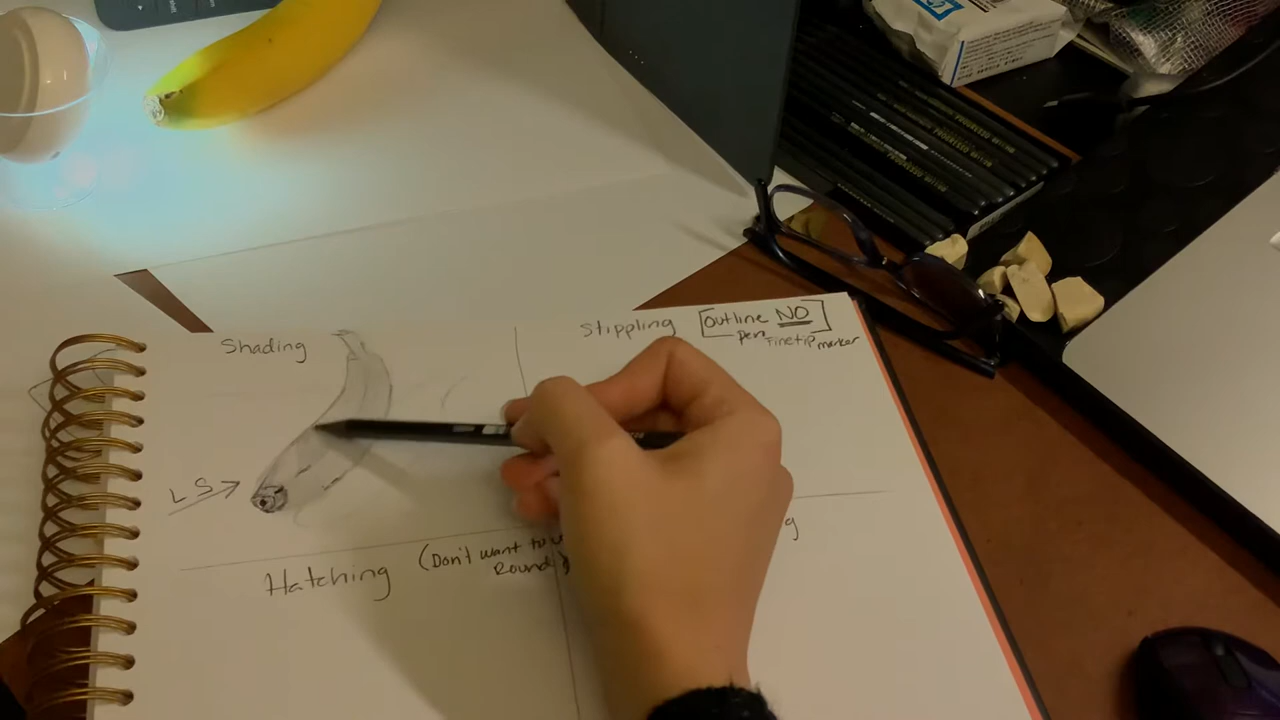 Shading
Stippling
[Outline NO]
pen, Finetip marker
LS →
Hatching
(Don't want to
Round)